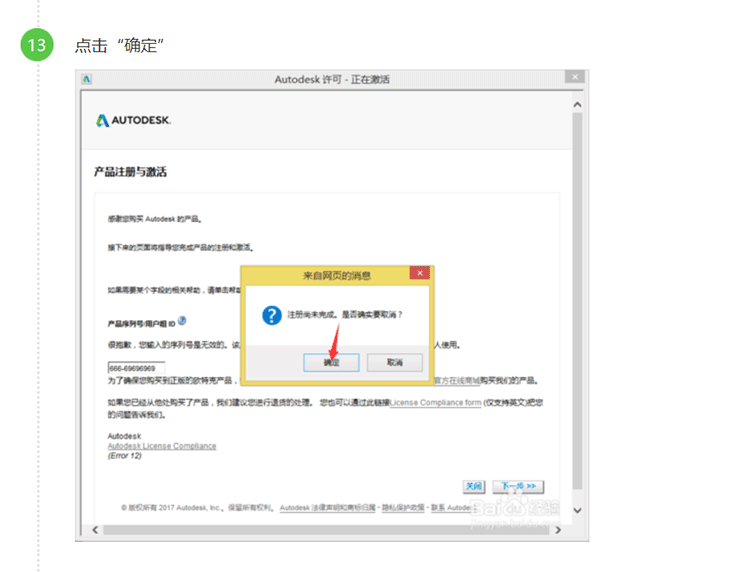 13
点击“确定”
Autodesk 许可 - 正在激活
AUTODESK.
产品注册与激活
感谢您购买 Autodesk 的产品。
接下来的页面将指导您完成产品的注册和激活。
如果需要某个字段的相关帮助，请单击帮助
产品序列号/用户组 ID
很抱歉，您输入的序列号是无效的。该
人使用。
来自网页的消息
注册尚未完成。是否确实要取消？
确定
取消
666-69696969
为了确保您购买到正版的欧特克产品，
官方在线商城购买我们的产品。
如果您已经从他处购买了产品，我们建议您进行退货的处理。 您也可以通过此链接License Compliance form (仅支持英文)把您
的问题告诉我们。
Autodesk
Autodesk License Compliance
(Error 12)
关闭
下一步 >>
© 版权所有 2017 Autodesk, Inc.。保留所有权利。 Autodesk 法律声明和商标归属 - 隐私保护政策 - 联系 Autodes
Baidu 经验
jingyan.baidu.com